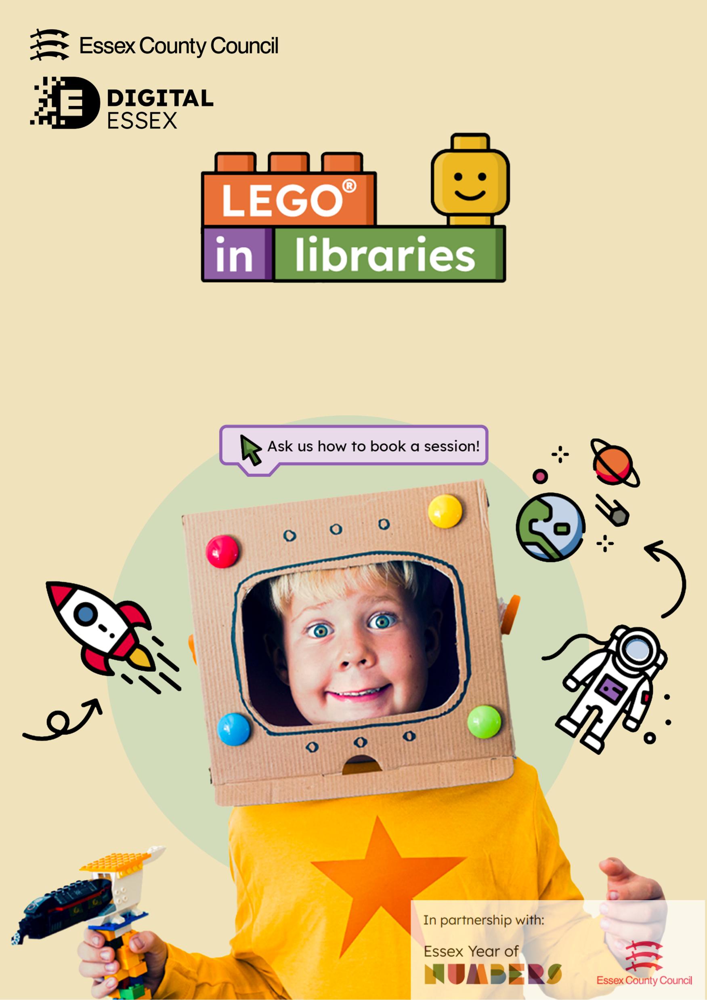 Essex County Council
DIGITAL
ESSEX
LEGO®
in libraries
Ask us how to book a session!
In partnership with:
Essex Year of
NUMBERS
Essex County Council